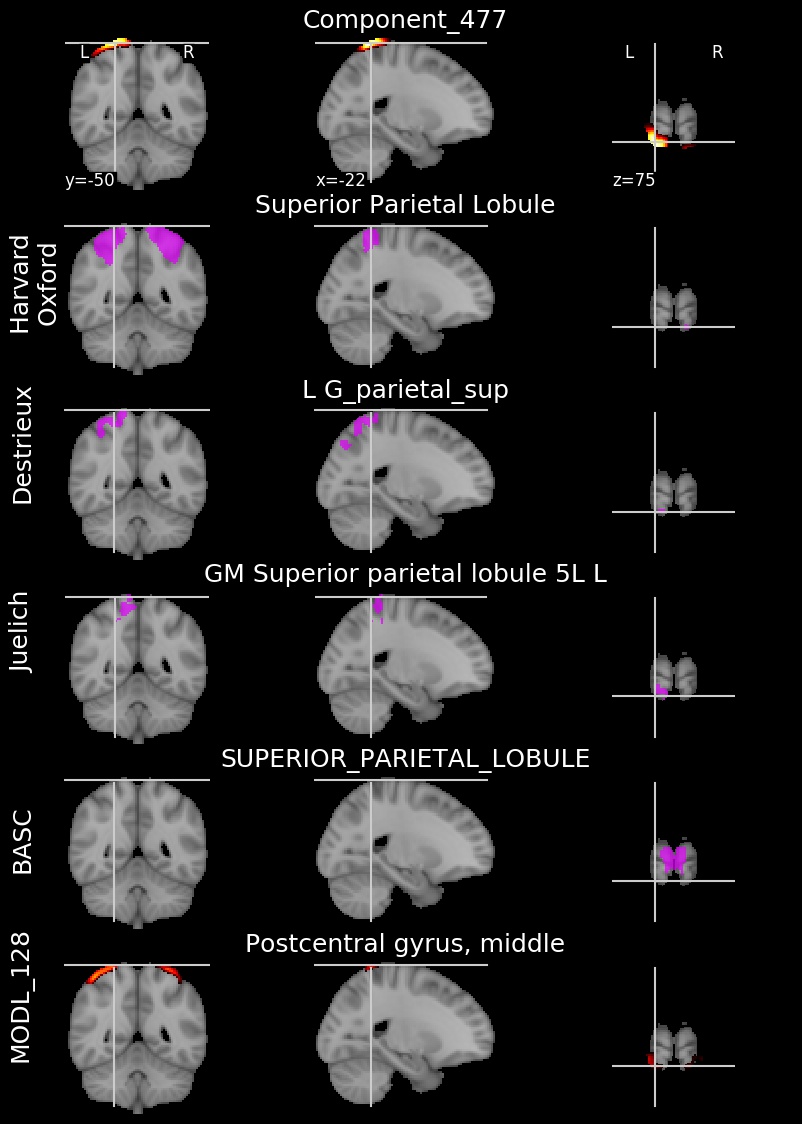 Component_477
L R
L R
y=-50
x=-22
z=75
Superior Parietal Lobule
Harvard
Oxford
L G_parietal_sup
Destrieux
GM Superior parietal lobule 5L L
Juelich
SUPERIOR_PARIETAL_LOBULE
BASC
Postcentral gyrus, middle
MODL_128